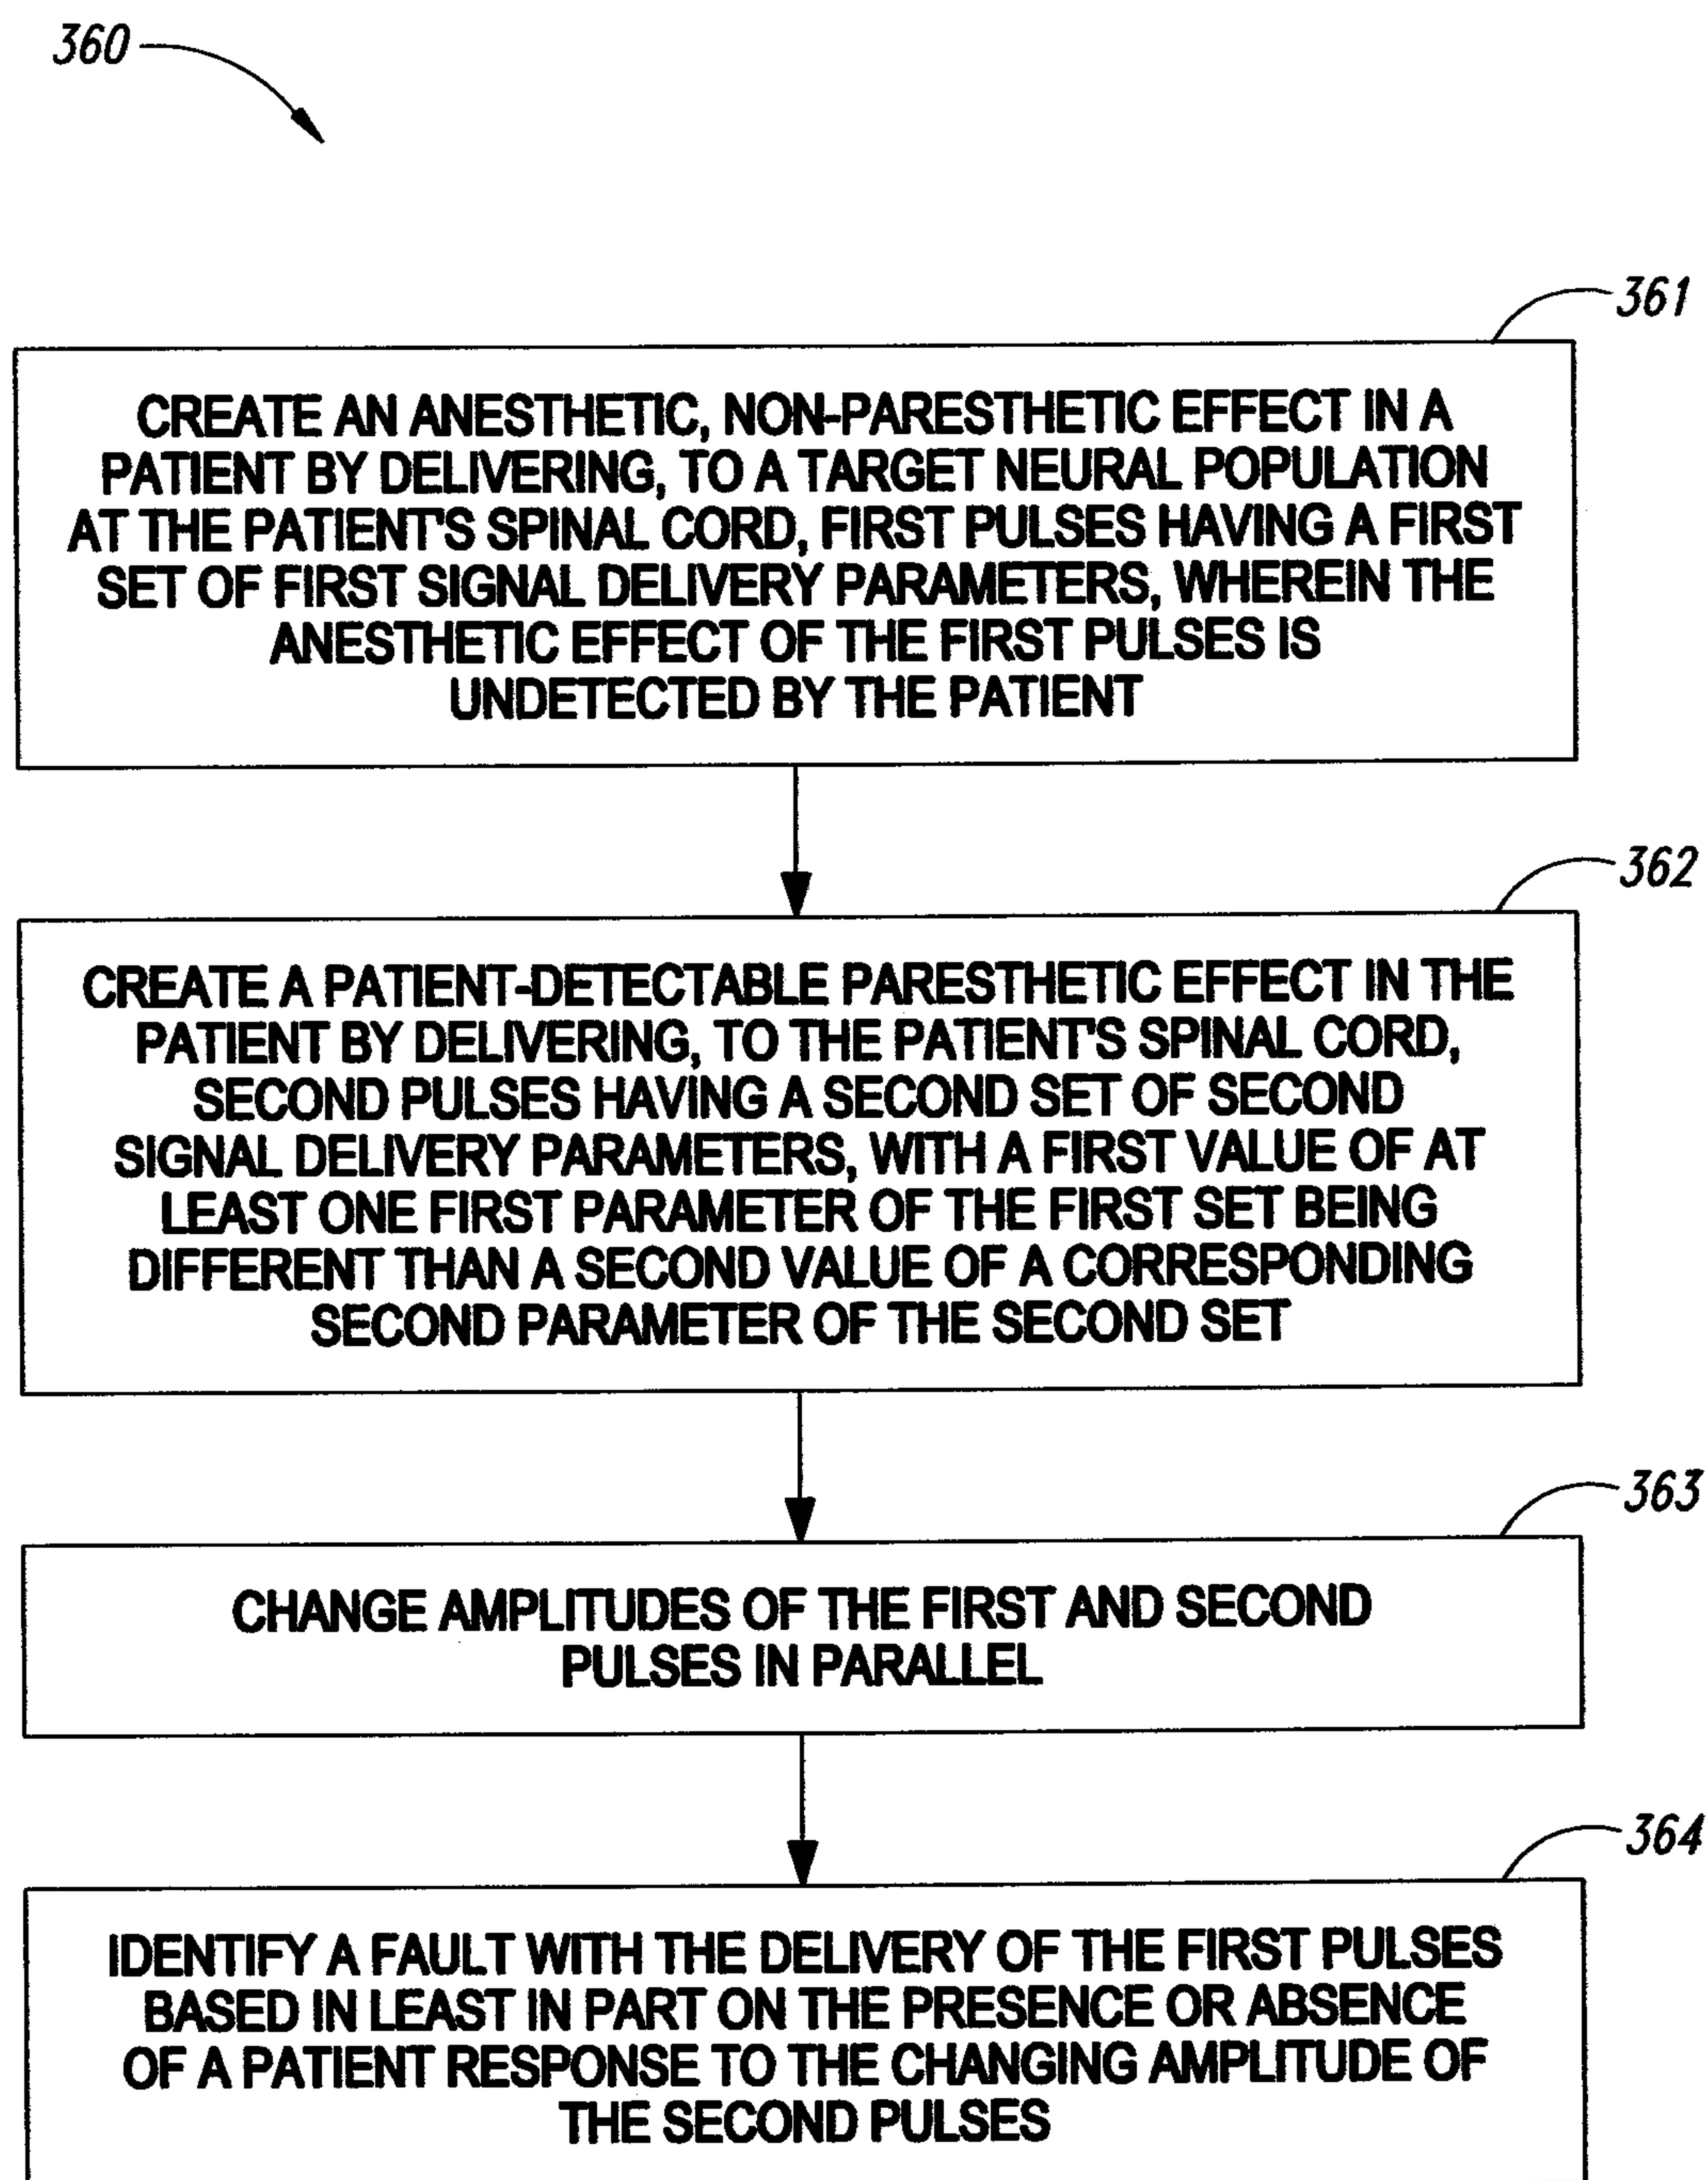 360
361
CREATE AN ANESTHETIC, NON-PARESTHETIC EFFECT IN A
PATIENT BY DELIVERING, TO A TARGET NEURAL POPULATION
AT THE PATIENT'S SPINAL CORD, FIRST PULSES HAVING A FIRST
SET OF FIRST SIGNAL DELIVERY PARAMETERS, WHEREIN THE
ANESTHETIC EFFECT OF THE FIRST PULSES IS
UNDETECTED BY THE PATIENT
362
CREATE A PATIENT-DETECTABLE PARESTHETIC EFFECT IN THE
PATIENT BY DELIVERING, TO THE PATIENT'S SPINAL CORD,
SECOND PULSES HAVING A SECOND SET OF SECOND
SIGNAL DELIVERY PARAMETERS, WITH A FIRST VALUE OF AT
LEAST ONE FIRST PARAMETER OF THE FIRST SET BEING
DIFFERENT THAN A SECOND VALUE OF A CORRESPONDING
SECOND PARAMETER OF THE SECOND SET
363
CHANGE AMPLITUDES OF THE FIRST AND SECOND
PULSES IN PARALLEL
364
IDENTIFY A FAULT WITH THE DELIVERY OF THE FIRST PULSES
BASED IN LEAST IN PART ON THE PRESENCE OR ABSENCE
OF A PATIENT RESPONSE TO THE CHANGING AMPLITUDE OF
THE SECOND PULSES